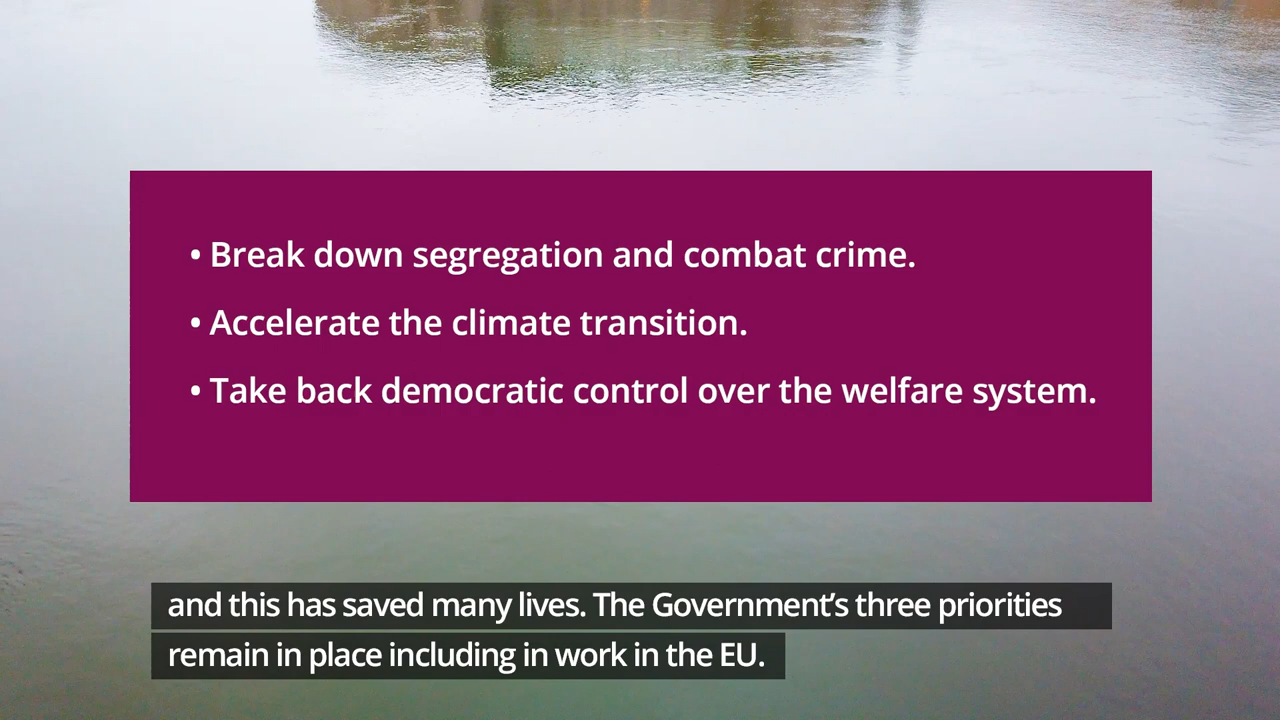 • Break down segregation and combat crime.
• Accelerate the climate transition.
• Take back democratic control over the welfare system.
and this has saved many lives. The Government’s three priorities
remain in place including in work in the EU.